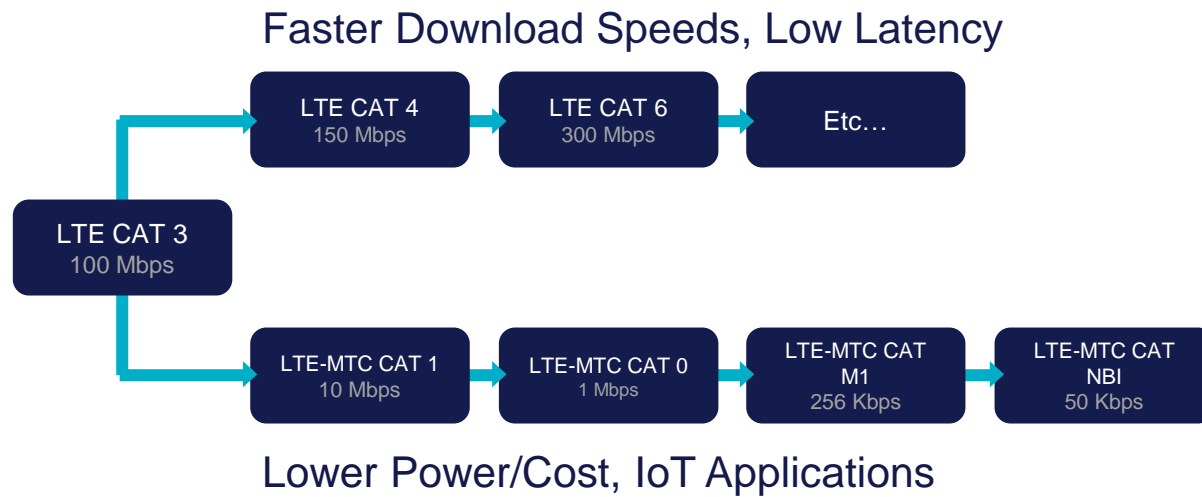 Faster Download Speeds, Low Latency
LTE CAT 4
150 Mbps
LTE CAT 6
300 Mbps
Etc…
LTE CAT 3
100 Mbps
LTE-MTC CAT 1
10 Mbps
LTE-MTC CAT 0
1 Mbps
LTE-MTC CAT
M1
256 Kbps
LTE-MTC CAT
NBI
50 Kbps
Lower Power/Cost, IoT Applications